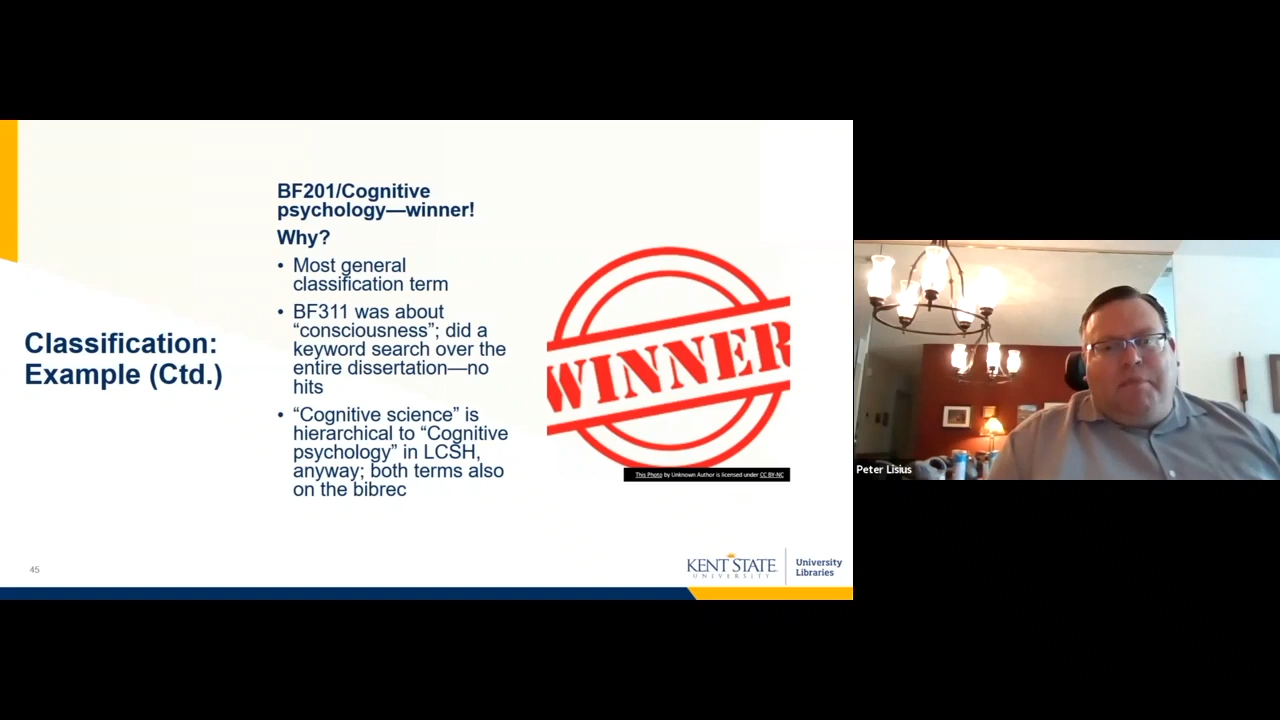 BF201/Cognitive
psychology—winner!
Why?
• Most general
classification term
• BF311 was about
“consciousness”; did a
keyword search over the
entire dissertation—no
hits
• “Cognitive science” is
hierarchical to “Cognitive
psychology” in LCSH,
anyway; both terms also
on the bibrec
Classification:
Example (Ctd.)
WINNER
This Photo by Unknown Author is licensed under CC BY-NC
Peter Lisius
45
KENT STATE
UNIVERSITY
University
Libraries